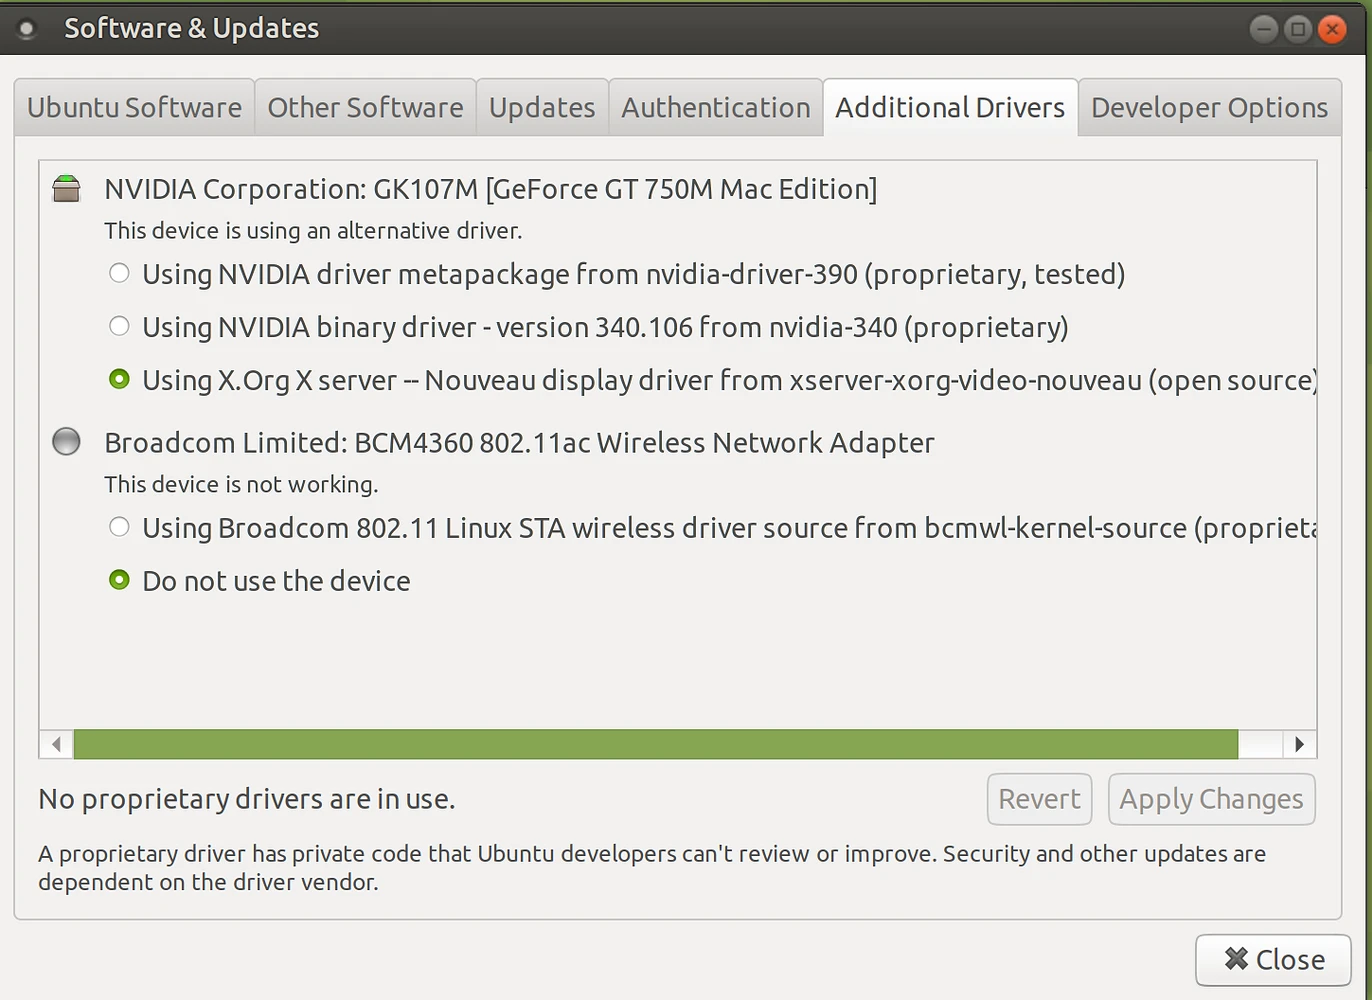 Software & Updates
Ubuntu Software
Other Software
Updates
Authentication
Additional Drivers
Developer Options
NVIDIA Corporation: GK107M [GeForce GT 750M Mac Edition]
This device is using an alternative driver.
Using NVIDIA driver metapackage from nvidia-driver-390 (proprietary, tested)
Using NVIDIA binary driver - version 340.106 from nvidia-340 (proprietary)
Using X.Org X server -- Nouveau display driver from xserver-xorg-video-nouveau (open source)
Broadcom Limited: BCM4360 802.11ac Wireless Network Adapter
This device is not working.
Using Broadcom 802.11 Linux STA wireless driver source from bcmwl-kernel-source (proprieta
Do not use the device
No proprietary drivers are in use.
Revert
Apply Changes
A proprietary driver has private code that Ubuntu developers can't review or improve. Security and other updates are
dependent on the driver vendor.
Close